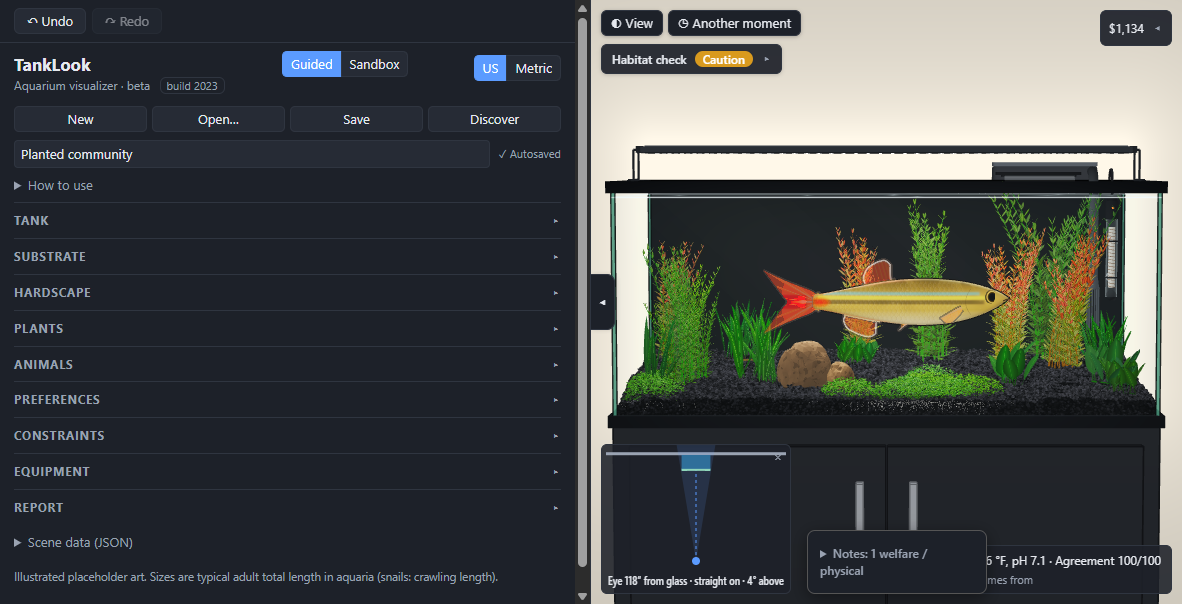 Undo
Redo
TankLook
Guided Sandbox
US Metric
Aquarium visualizer · beta build 2023
New Open... Save Discover
Planted community ✓ Autosaved
How to use
TANK
SUBSTRATE
HARDSCAPE
PLANTS
ANIMALS
PREFERENCES
CONSTRAINTS
EQUIPMENT
REPORT
Scene data (JSON)
Illustrated placeholder art. Sizes are typical adult total length in aquaria (snails: crawling length).
View
Another moment
$1,134
Habitat check Caution
Eye 118" from glass · straight on · 4° above
Notes: 1 welfare /
physical
6 °F, pH 7.1 · Agreement 100/100
mes from